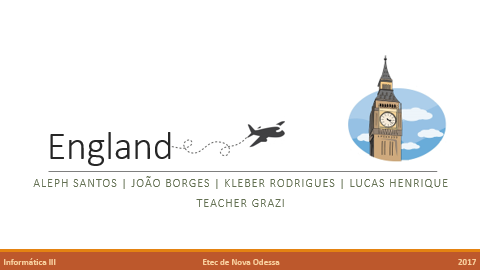 England
ALEPH SANTOS | JOÃO BORGES | KLEBER RODRIGUES | LUCAS HENRIQUE
TEACHER GRAZI
Informática III Etec de Nova Odessa 2017